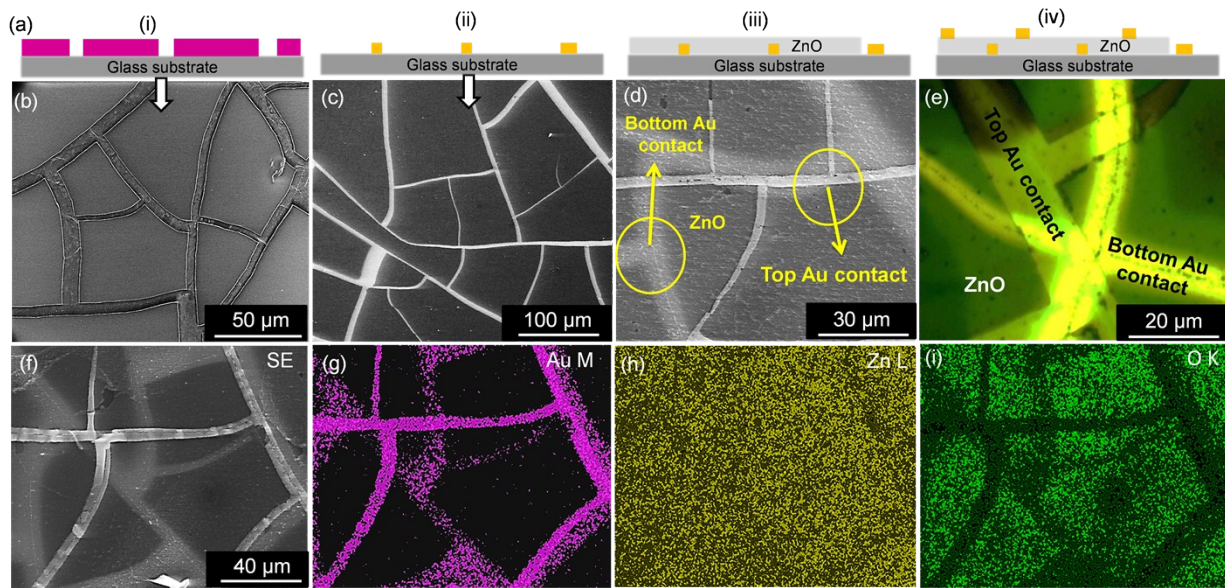 (a)
(i)
(ii)
(iii)
(iv)
ZnO
ZnO
Glass substrate
Glass substrate
Glass substrate
Glass substrate
(b)
50 µm
(c)
100 µm
(d)
Bottom Au
contact
ZnO
Top Au contact
30 µm
(e)
Top Au contact
Bottom Au
contact
ZnO
20 µm
(f)
SE
40 µm
(g)
Au M
(h)
Zn L
(i)
O K